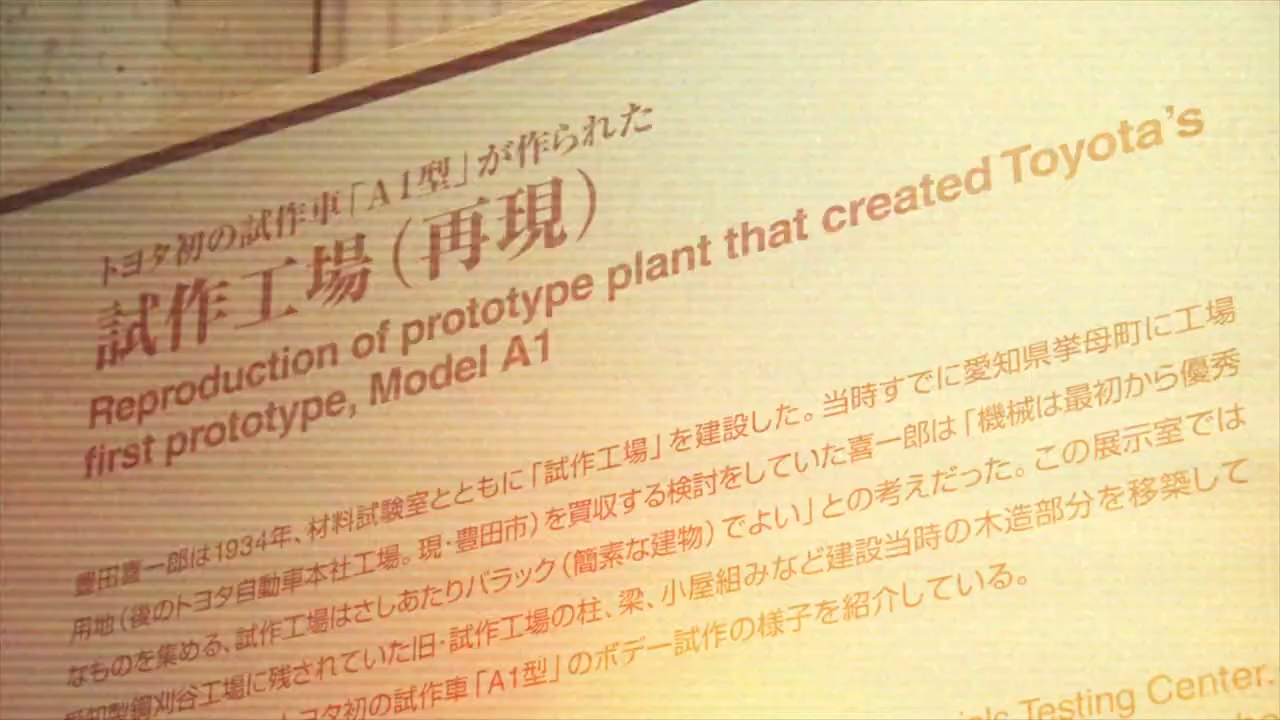 トヨタ初の試作車「A1型」が作られた
試作工場（再現）
Reproduction of prototype plant that created Toyota's
first prototype, Model A1
豊田喜一郎は1934年、材料試験室とともに「試作工場」を建設した。当時すでに愛知県挙母町に工場
用地（後のトヨタ自動車本社工場。現・豊田市）を買収する検討をしていた喜一郎は「機械は最初から優秀
なものを集める、試作工場はさしあたりバラック（簡素な建物）でよい」との考えだった。この展示室では
愛知製鋼刈谷工場に残されていた旧・試作工場の柱、梁、小屋組みなど建設当時の木造部分を移築して
トヨタ初の試作車「A1型」のボデー試作の様子を紹介している。
Testing Center.